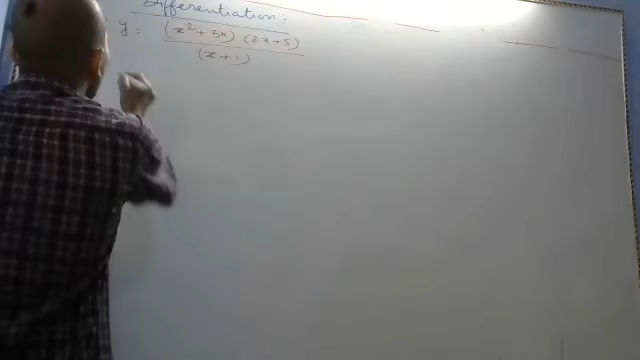 Differentiation:-
y = (x² + 3x) (2x + 5)
(x + 1)